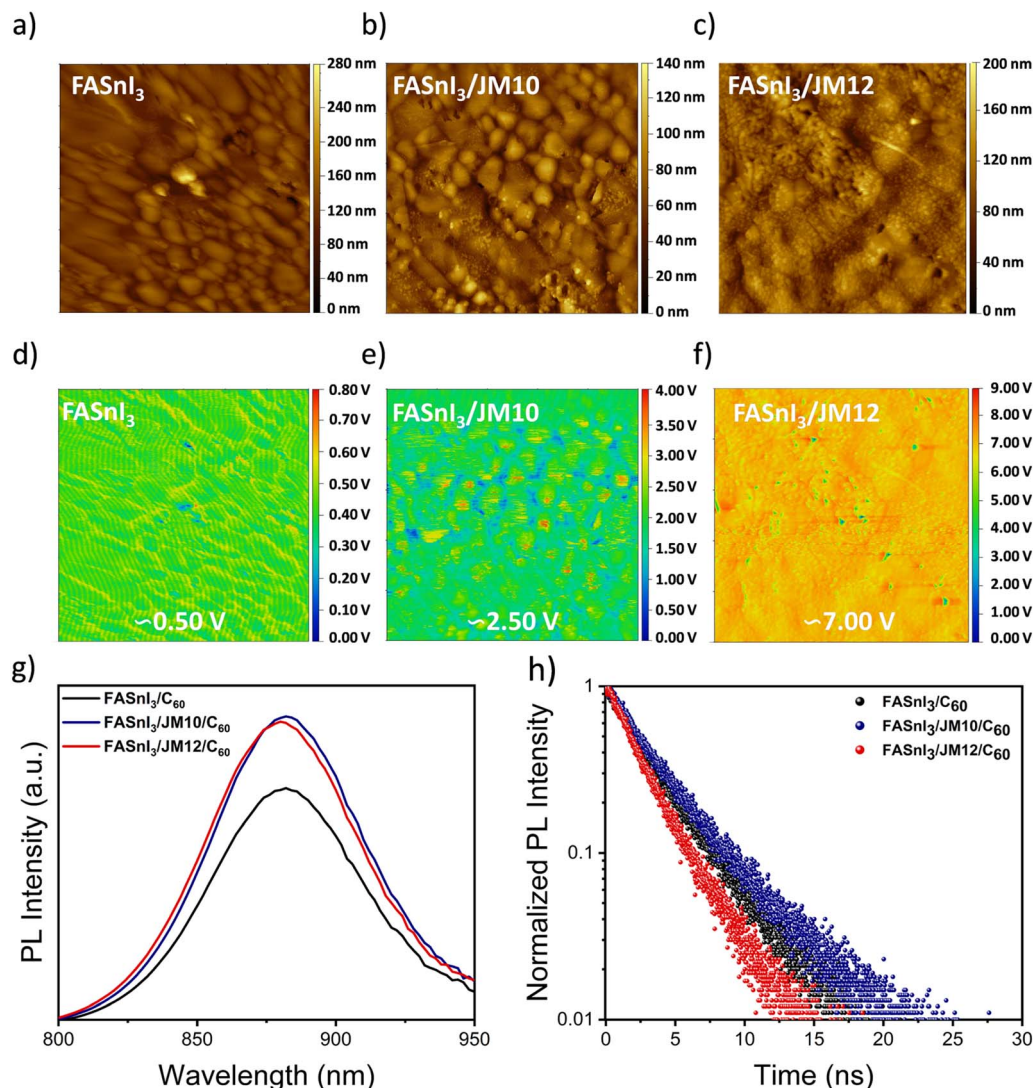 a)
FASnI₃
280 nm
240 nm
200 nm
160 nm
120 nm
80 nm
40 nm
0 nm
b)
FASnI₃/JM10
140 nm
120 nm
100 nm
80 nm
60 nm
40 nm
20 nm
0 nm
c)
FASnI₃/JM12
200 nm
160 nm
120 nm
80 nm
40 nm
0 nm
d)
FASnI₃
~0.50 V
0.80 V
0.70 V
0.60 V
0.50 V
0.40 V
0.30 V
0.20 V
0.10 V
0.00 V
e)
FASnI₃/JM10
~2.50 V
4.00 V
3.50 V
3.00 V
2.50 V
2.00 V
1.50 V
1.00 V
0.50 V
0.00 V
f)
FASnI₃/JM12
~7.00 V
9.00 V
8.00 V
7.00 V
6.00 V
5.00 V
4.00 V
3.00 V
2.00 V
1.00 V
0.00 V
g)
FASnI₃/C₆₀
FASnI₃/JM10/C₆₀
FASnI₃/JM12/C₆₀
PL Intensity (a.u.)
800
850
900
950
Wavelength (nm)
h)
FASnI₃/C₆₀
FASnI₃/JM10/C₆₀
FASnI₃/JM12/C₆₀
Normalized PL Intensity
1
0.1
0.01
0
5
10
15
20
25
30
Time (ns)